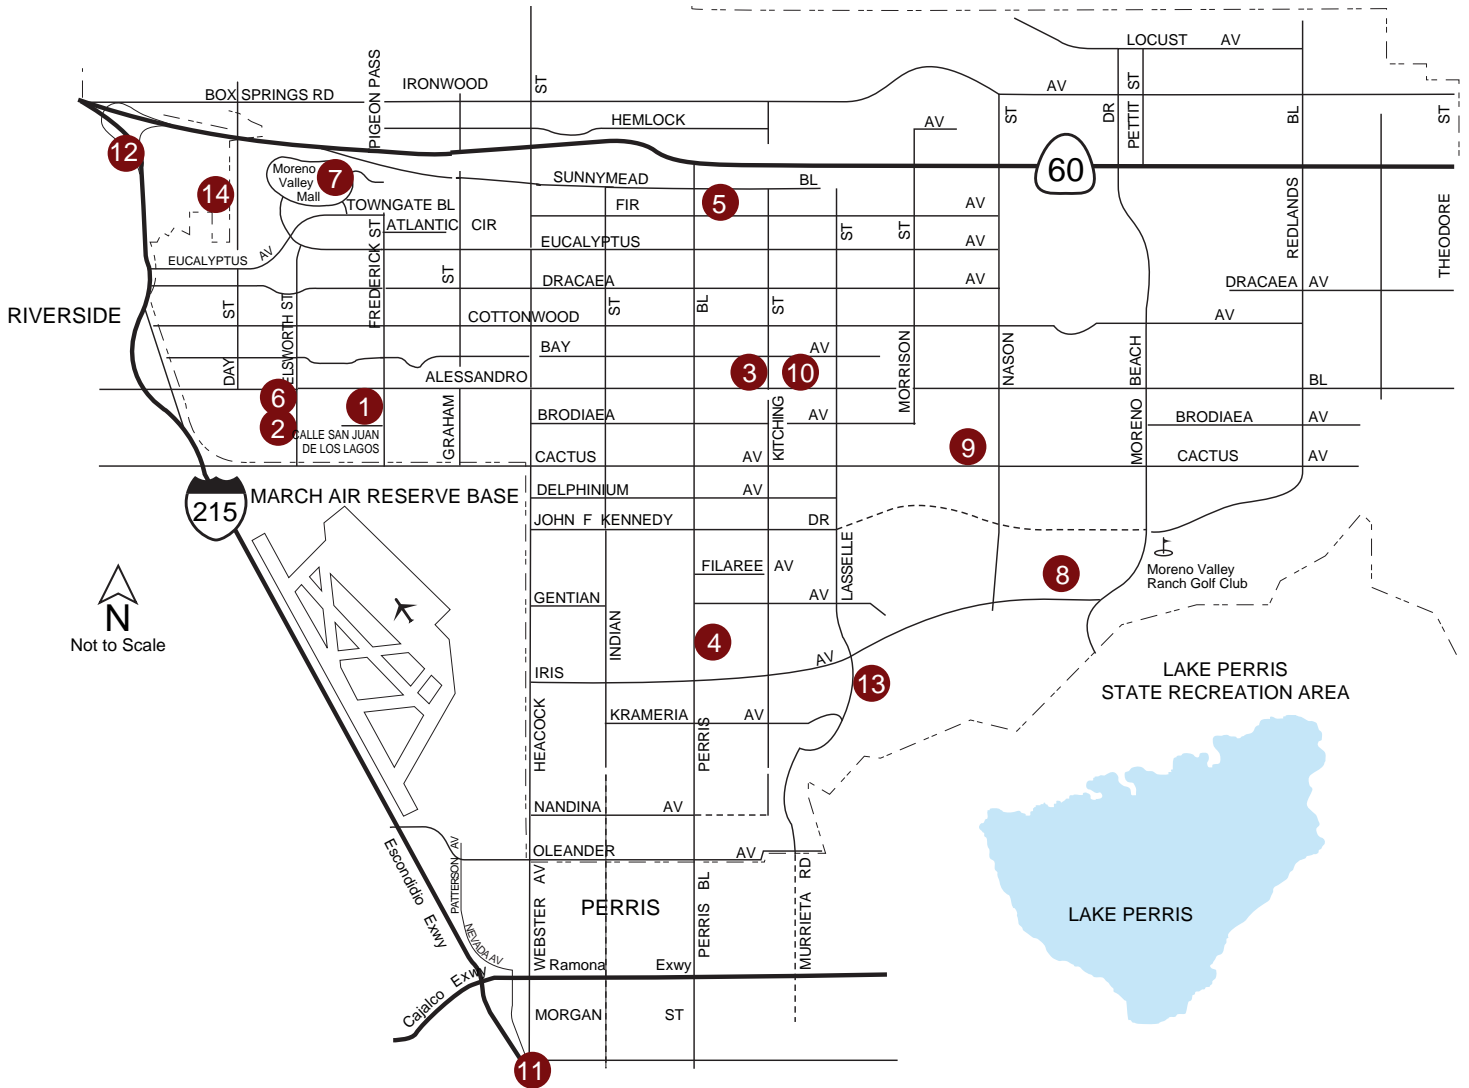 LOCUST AV
PIGEON PASS
IRONWOOD
ST
AV
BOX SPRINGS RD
ST
DR
PETTIT ST
BL
ST
HEMLOCK
AV
12
60
Moreno
Valley
Mall
7
SUNNYMEAD BL
14
5
TOWNGATE BL
FIR AV
ATLANTIC CIR
REDLANDS
THEODORE
FREDERICK ST
ST
ST
EUCALYPTUS AV
EUCALYPTUS AV
ST
DRACAEA AV
DRACAEA AV
RIVERSIDE
ST
ELSWORTH ST
ST
BL
ST
COTTONWOOD AV
BAY AV
DAY
MORRISON
NASON
MORENO BEACH
3
10
ALESSANDRO BL
6
1
GRAHAM
BRODIAEA AV
KITCHING
BRODIAEA AV
2
CALLE SAN JUAN
DE LOS LAGOS
9
CACTUS AV
CACTUS AV
MARCH AIR RESERVE BASE
DELPHINIUM AV
215
JOHN F KENNEDY DR
LASSELLE
FILAREE AV
8
Moreno Valley
Ranch Golf Club
N
Not to Scale
GENTIAN AV
INDIAN
4
IRIS AV
13
LAKE PERRIS
STATE RECREATION AREA
HEACOCK
KRAMERIA AV
PERRIS
NANDINA AV
Escondidio Exwy
PATTERSON AV
OLEANDER AV
WEBSTER AV
PERRIS
PERRIS BL
MURRIETA RD
LAKE PERRIS
NEVADA AV
Cajalco Exwy
Ramona Exwy
MORGAN ST
11